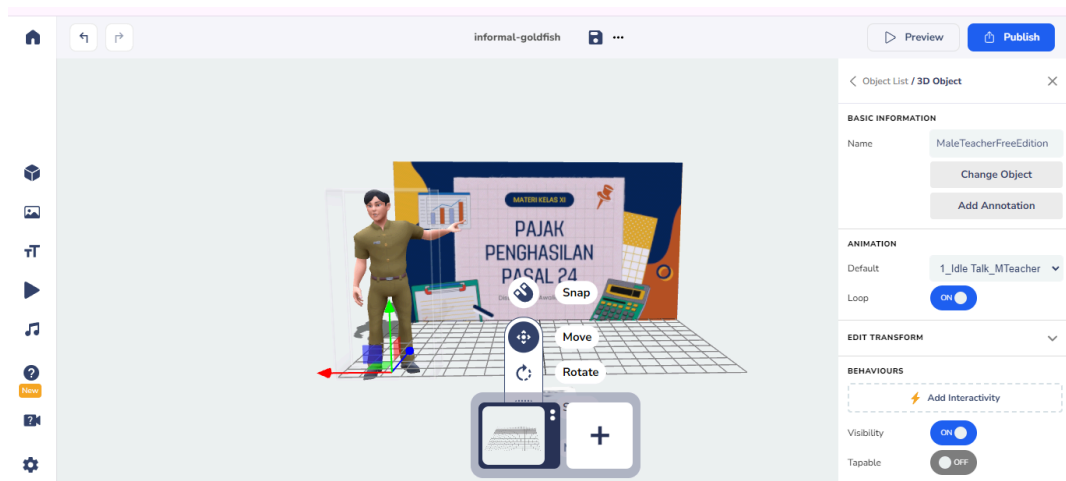 informal-goldfish
Preview
Publish
Object List / 3D Object
BASIC INFORMATION
Name
MaleTeacherFreeEdition
Change Object
Add Annotation
ANIMATION
Default
1_Idle Talk_MTeacher
Loop
ON
EDIT TRANSFORM
BEHAVIOURS
Add Interactivity
Visibility
ON
Tapable
OFF
TT
New
MATERI KELAS XI
PAJAK
PENGHASILAN
PASAL 24
Snap
Move
Rotate